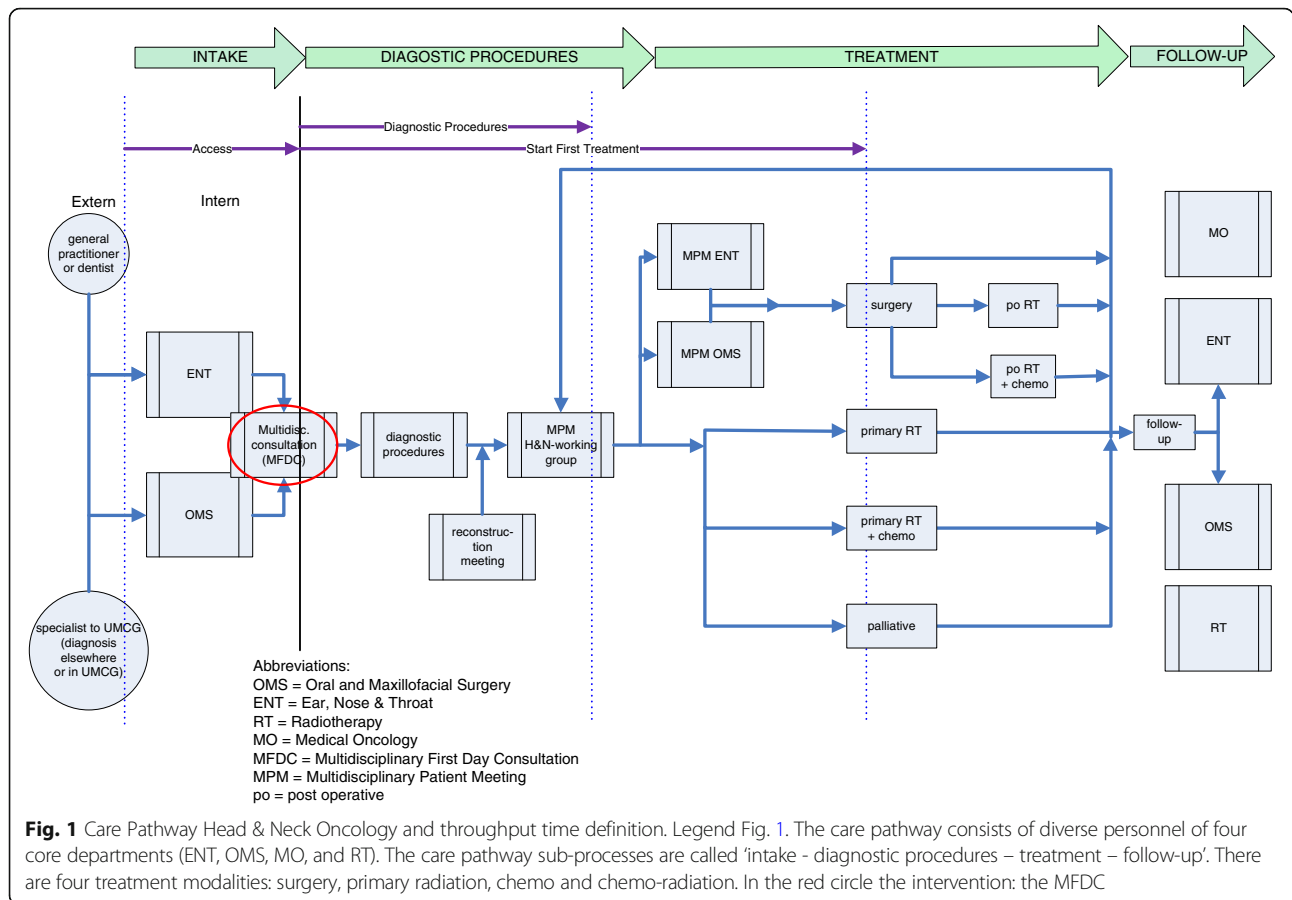 INTAKE
DIAGOSTIC PROCEDURES
TREATMENT
FOLLOW-UP
Diagnostic Procedures
Access
Start First Treatment
Extern
Intern
general
practitioner
or dentist
ENT
Multidisc.
consultation
(MFDC)
OMS
specialist to UMCG
(diagnosis
elsewhere
or in UMCG)
diagnostic
procedures
reconstruc-
tion
meeting
MPM
H&N-working
group
MPM ENT
MPM OMS
surgery
po RT
po RT
+ chemo
primary RT
primary RT
+ chemo
palliative
follow-
up
MO
ENT
OMS
RT
Abbreviations:
OMS = Oral and Maxillofacial Surgery
ENT = Ear, Nose & Throat
RT = Radiotherapy
MO = Medical Oncology
MFDC = Multidisciplinary First Day Consultation
MPM = Multidisciplinary Patient Meeting
po = post operative
Fig. 1 Care Pathway Head & Neck Oncology and throughput time definition. Legend Fig. 1. The care pathway consists of diverse personnel of four
core departments (ENT, OMS, MO, and RT). The care pathway sub-processes are called ‘intake - diagnostic procedures – treatment – follow-up’. There
are four treatment modalities: surgery, primary radiation, chemo and chemo-radiation. In the red circle the intervention: the MFDC